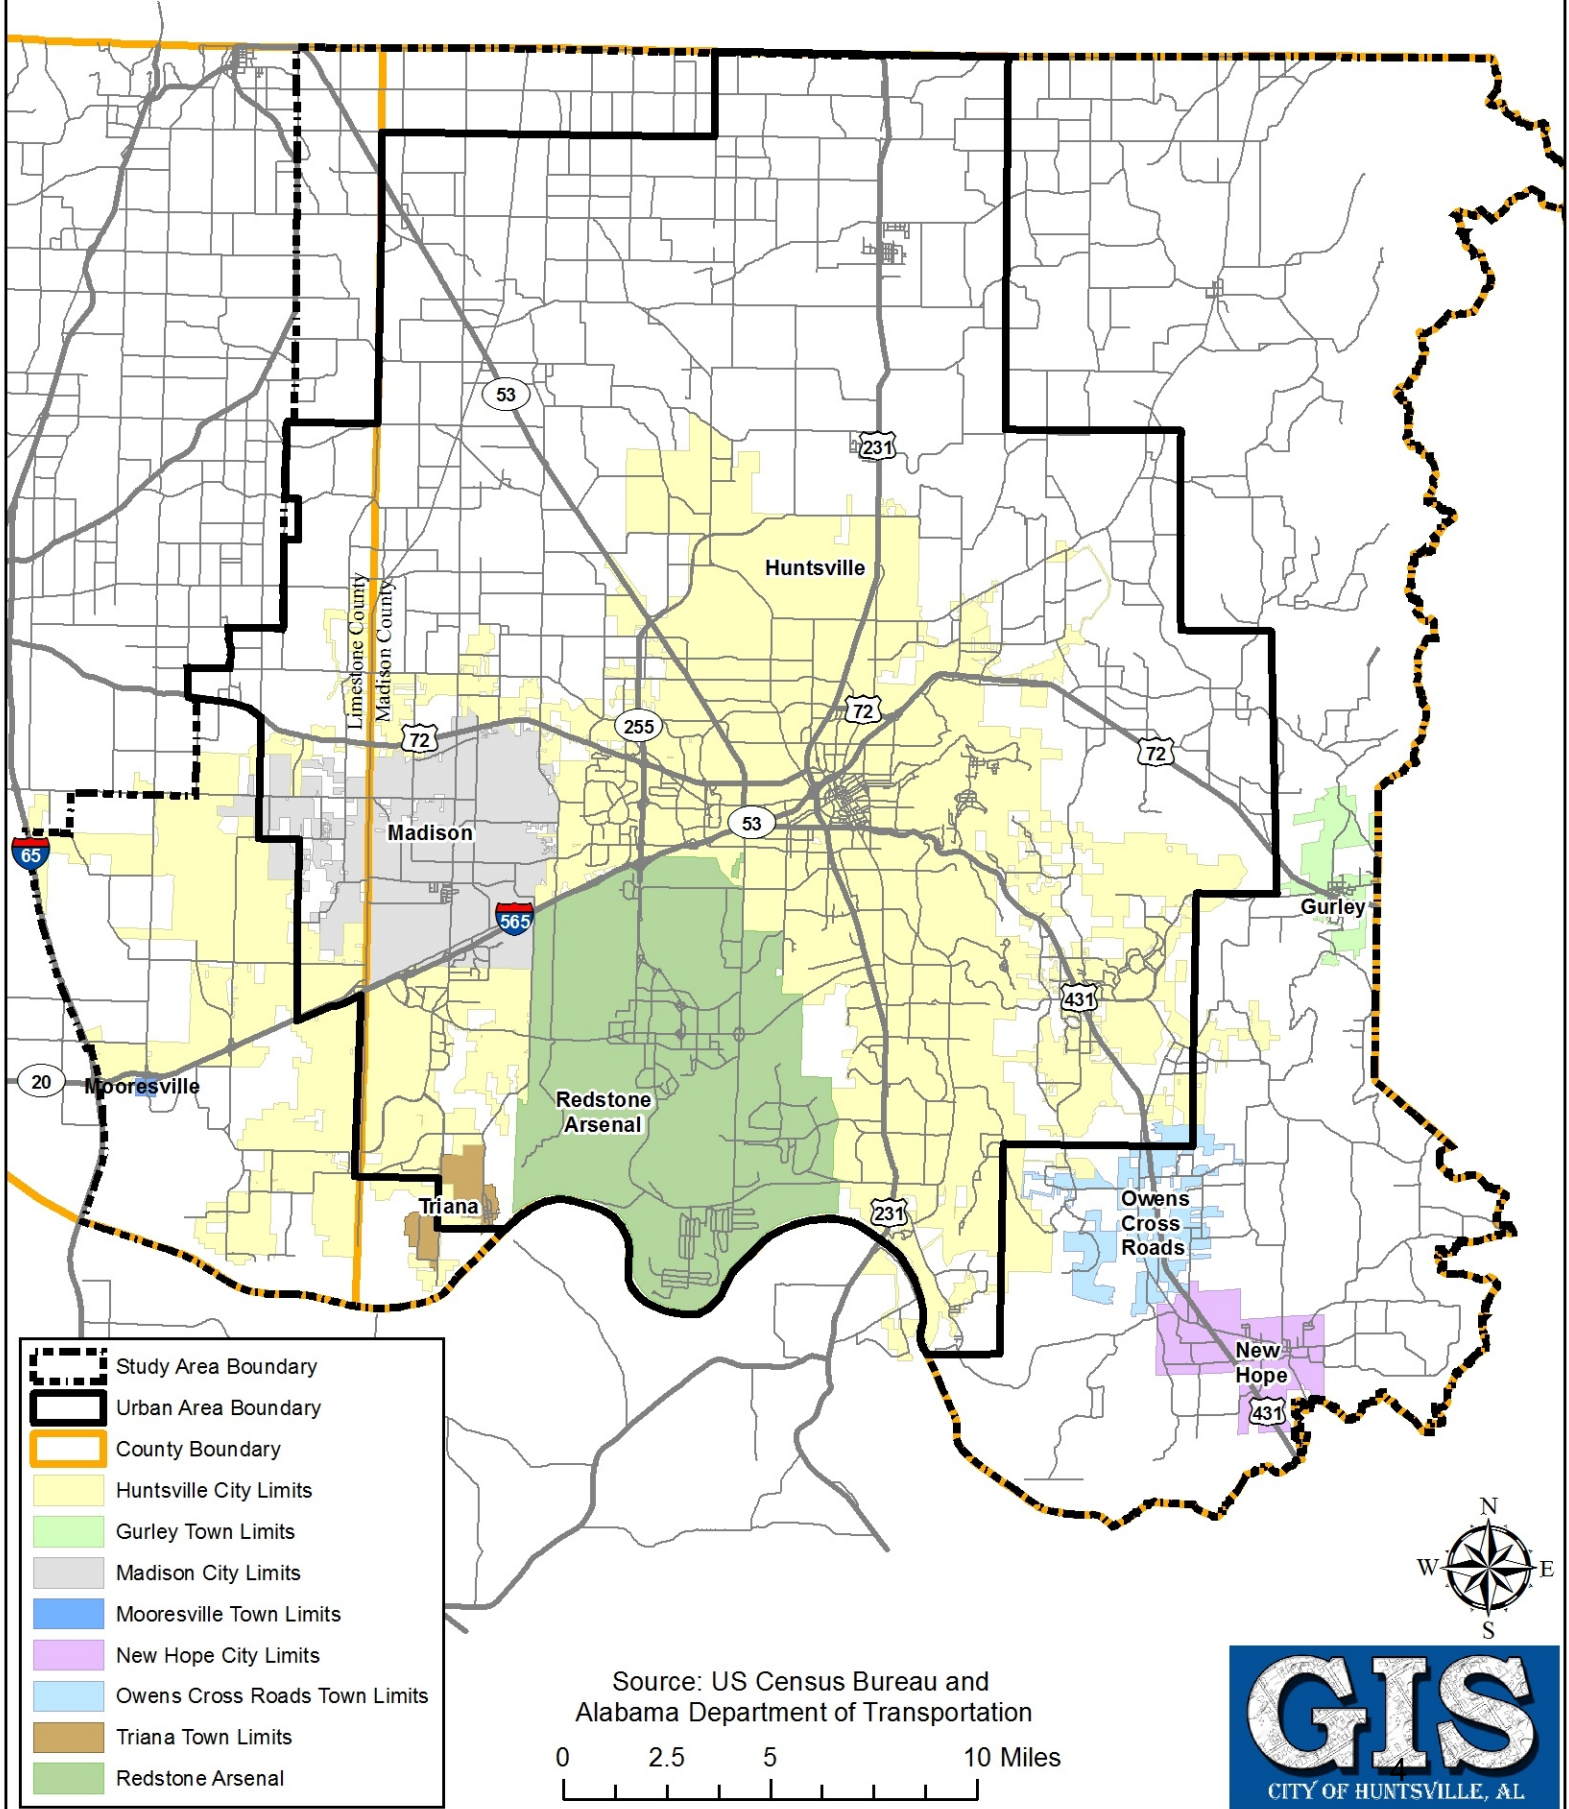 53
231
Huntsville
Limestone County
Madison County
72
255
72
72
Madison
53
65
565
Gurley
431
20
Mooresville
Redstone
Arsenal
Triana
231
Owens
Cross
Roads
New
Hope
431
Study Area Boundary
Urban Area Boundary
County Boundary
Huntsville City Limits
Gurley Town Limits
Madison City Limits
Mooresville Town Limits
New Hope City Limits
Owens Cross Roads Town Limits
Triana Town Limits
Redstone Arsenal
Source: US Census Bureau and
Alabama Department of Transportation
0 2.5 5 10 Miles
N
W E
S
GIS
4
CITY OF HUNTSVILLE, AL